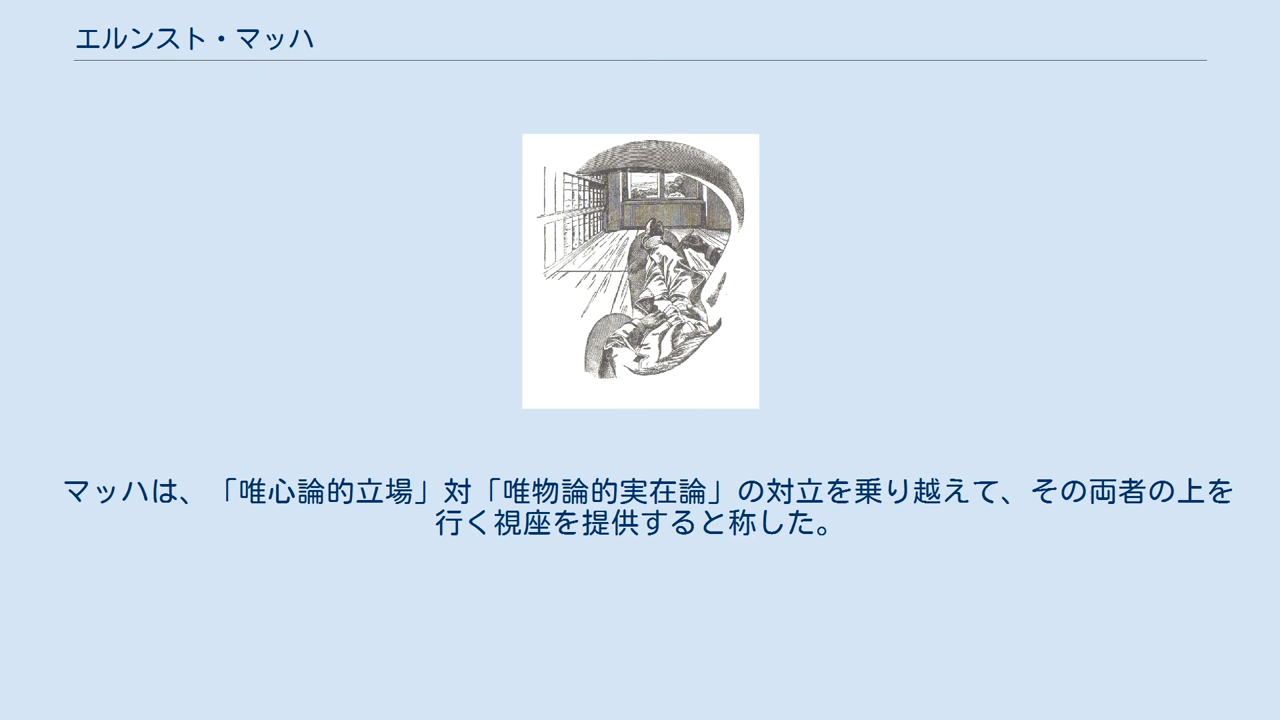 エルンスト・マッハ
マッハは、「唯心論的立場」対「唯物論的実在論」の対立を乗り越えて、その両者の上を
行く視座を提供すると称した。